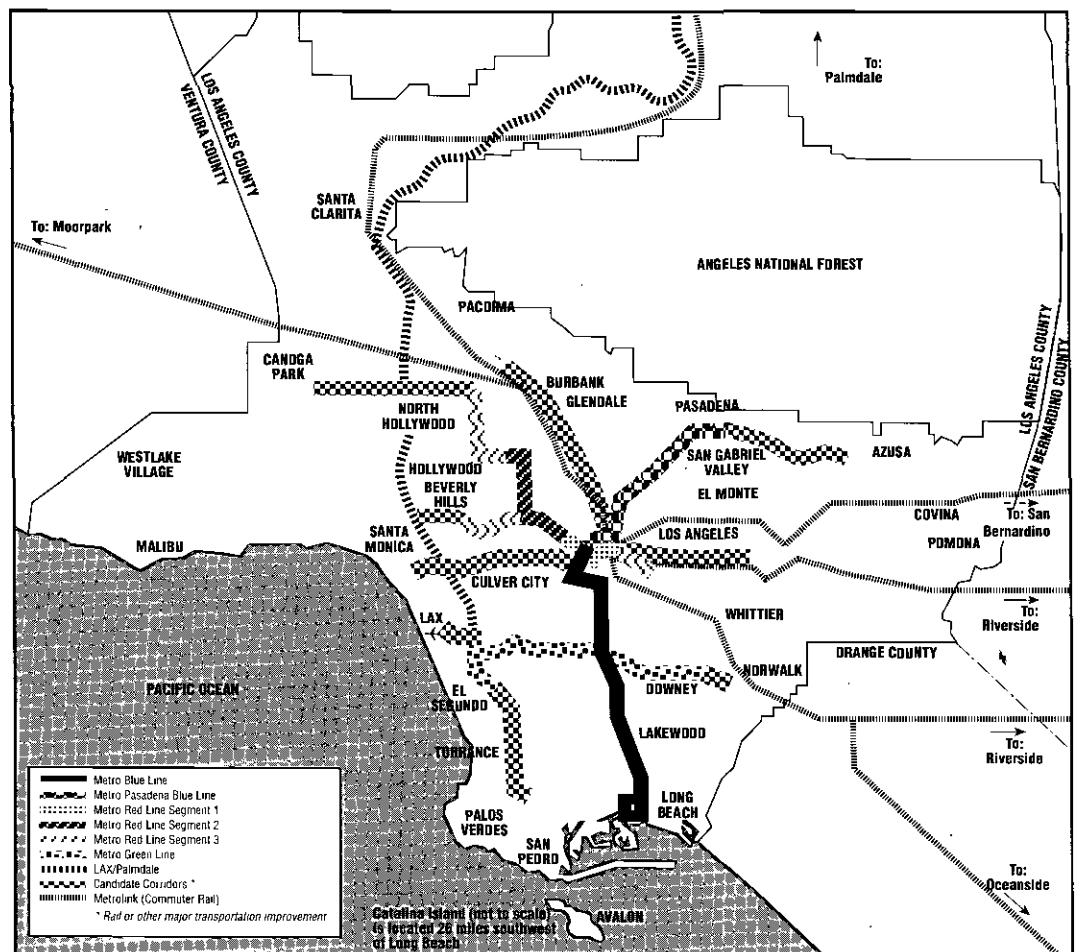 To:
Palmdale
LOS ANGELES COUNTY
VENTURA COUNTY
SANTA
CLARITA
To: Moorpark
ANGELES NATIONAL FOREST
PACOIMA
CANOGA
PARK
BURBANK
GLENDALE
LOS ANGELES COUNTY
SAN BERNARDINO COUNTY
NORTH
HOLLYWOOD
PASADENA
WESTLAKE
VILLAGE
HOLLYWOOD
BEVERLY
HILLS
SAN GABRIEL
VALLEY
AZUSA
EL MONTE
COVINA
To: San
Bernardino
SANTA
MONICA
LOS ANGELES
POMONA
MALIBU
CULVER CITY
WHITTIER
To:
Riverside
LAX
ORANGE COUNTY
NORWALK
PACIFIC OCEAN
EL
SEGUNDO
DOWNEY
LAKEWOOD
TORRANCE
To:
Riverside
PALOS
VERDES
LONG
BEACH
SAN
PEDRO
To:
Oceanside
Metro Blue Line
Metro Pasadena Blue Line
Metro Red Line Segment 1
Metro Red Line Segment 2
Metro Red Line Segment 3
Metro Green Line
LAX/Palmdale
Candidate Corridors *
Metrolink (Commuter Rail)
* Rail or other major transportation improvement
Catalina Island (not to scale)
is located 26 miles southwest
of Long Beach
AVALON